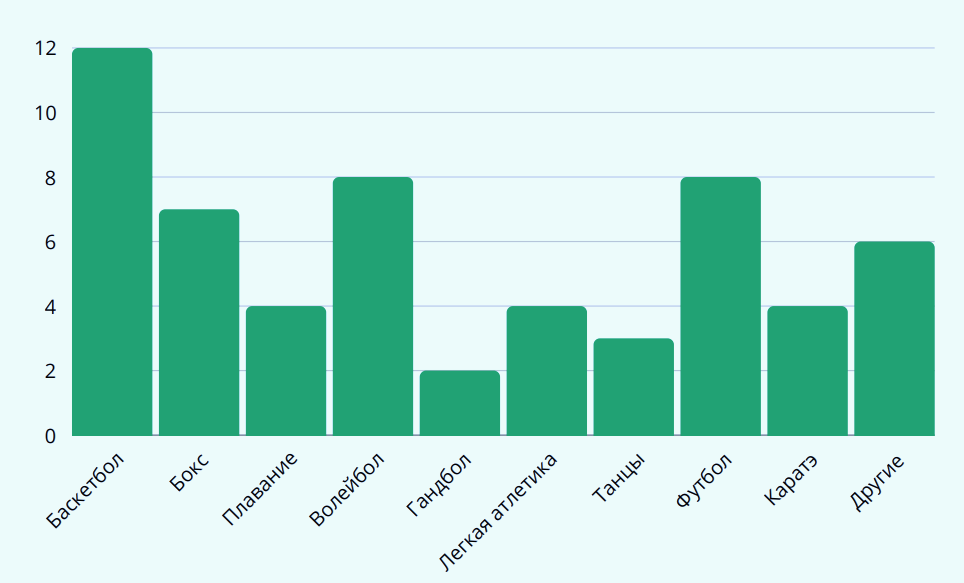 12
10
8
6
4
2
0
Баскетбол
Бокс
Плавание
Волейбол
Гандбол
Легкая атлетика
Танцы
Футбол
Каратэ
Другие